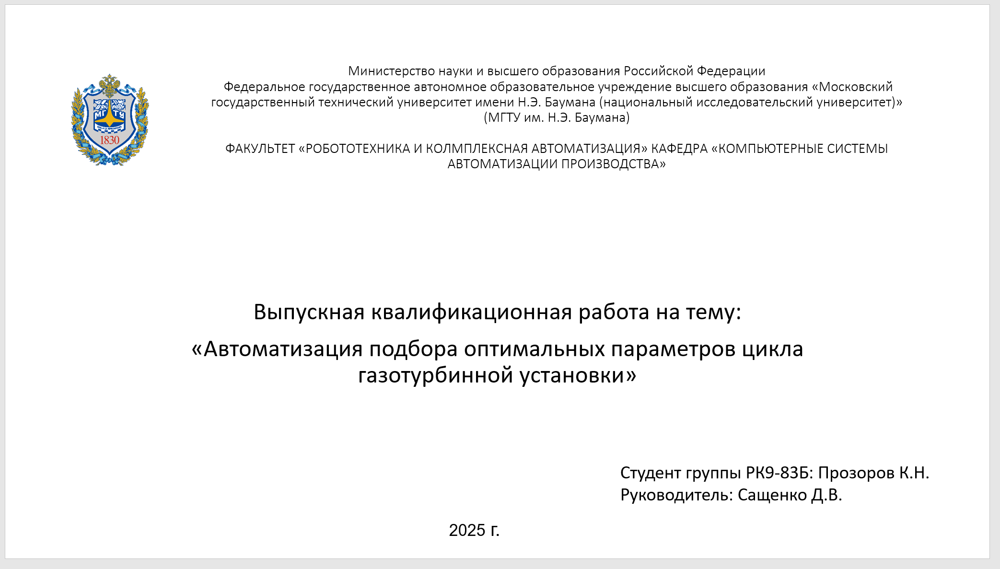 Министерство науки и высшего образования Российской Федерации
Федеральное государственное автономное образовательное учреждение высшего образования «Московский
государственный технический университет имени Н.Э. Баумана (национальный исследовательский университет)»
(МГТУ им. Н.Э. Баумана)
ФАКУЛЬТЕТ «РОБОТОТЕХНИКА И КОЛМПЛЕКСНАЯ АВТОМАТИЗАЦИЯ» КАФЕДРА «КОМПЬЮТЕРНЫЕ СИСТЕМЫ
АВТОМАТИЗАЦИИ ПРОИЗВОДСТВА»
МГ ТУ
1830
Выпускная квалификационная работа на тему:
«Автоматизация подбора оптимальных параметров цикла
газотурбинной установки»
Студент группы РК9-83Б: Прозоров К.Н.
Руководитель: Сащенко Д.В.
2025 г.